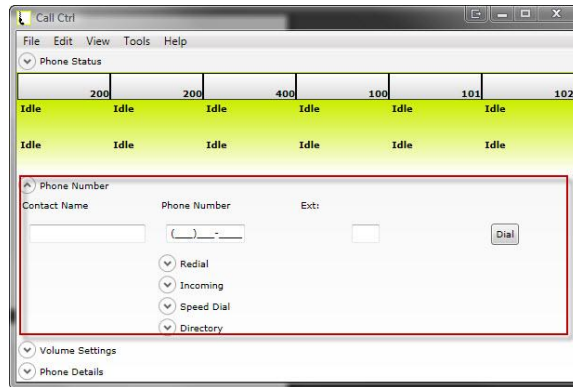 Call Ctrl
File Edit View Tools Help
Phone Status
200 200 400 100 101 102
Idle Idle Idle Idle Idle Idle
Idle Idle Idle Idle Idle Idle
Phone Number
Contact Name Phone Number Ext:
(___)___-____ Dial
Redial
Incoming
Speed Dial
Directory
Volume Settings
Phone Details